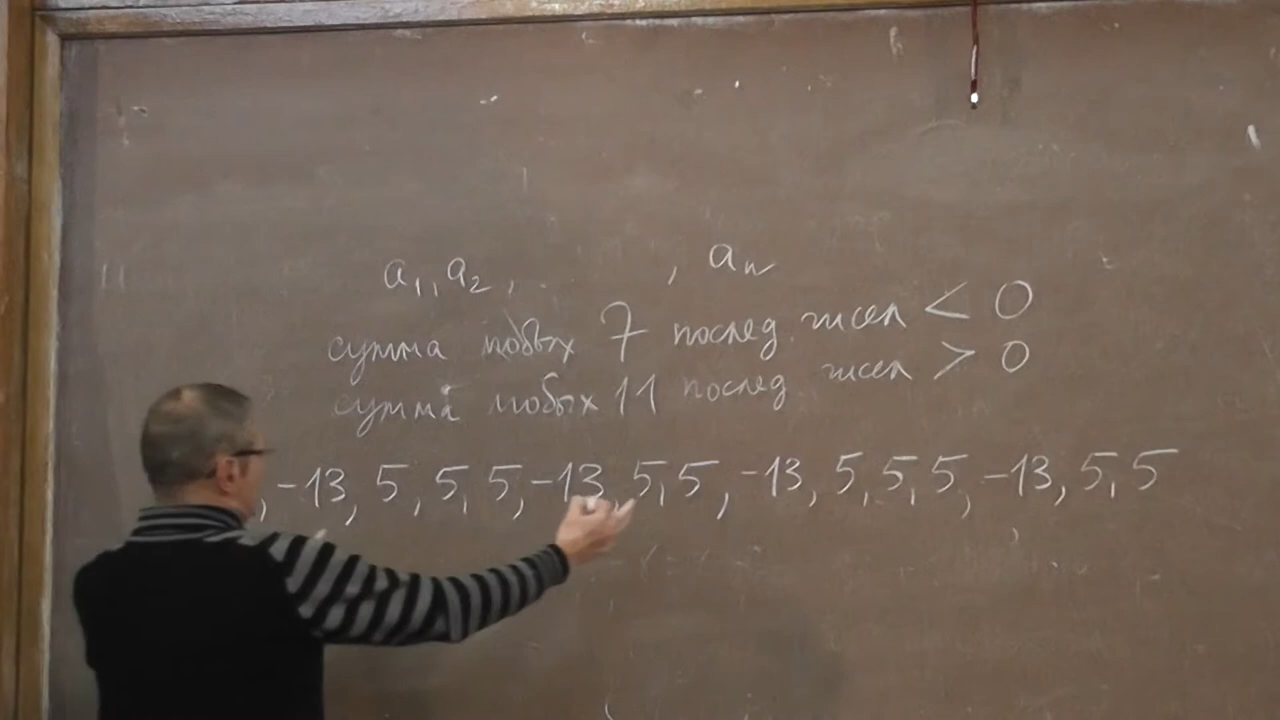 a₁, a₂, ... , aₙ
сумма любых 7 послед. чисел < 0
сумма любых 11 послед. чисел > 0
, -13, 5, 5, 5, -13, 5, 5, -13, 5, 5, 5, -13, 5, 5